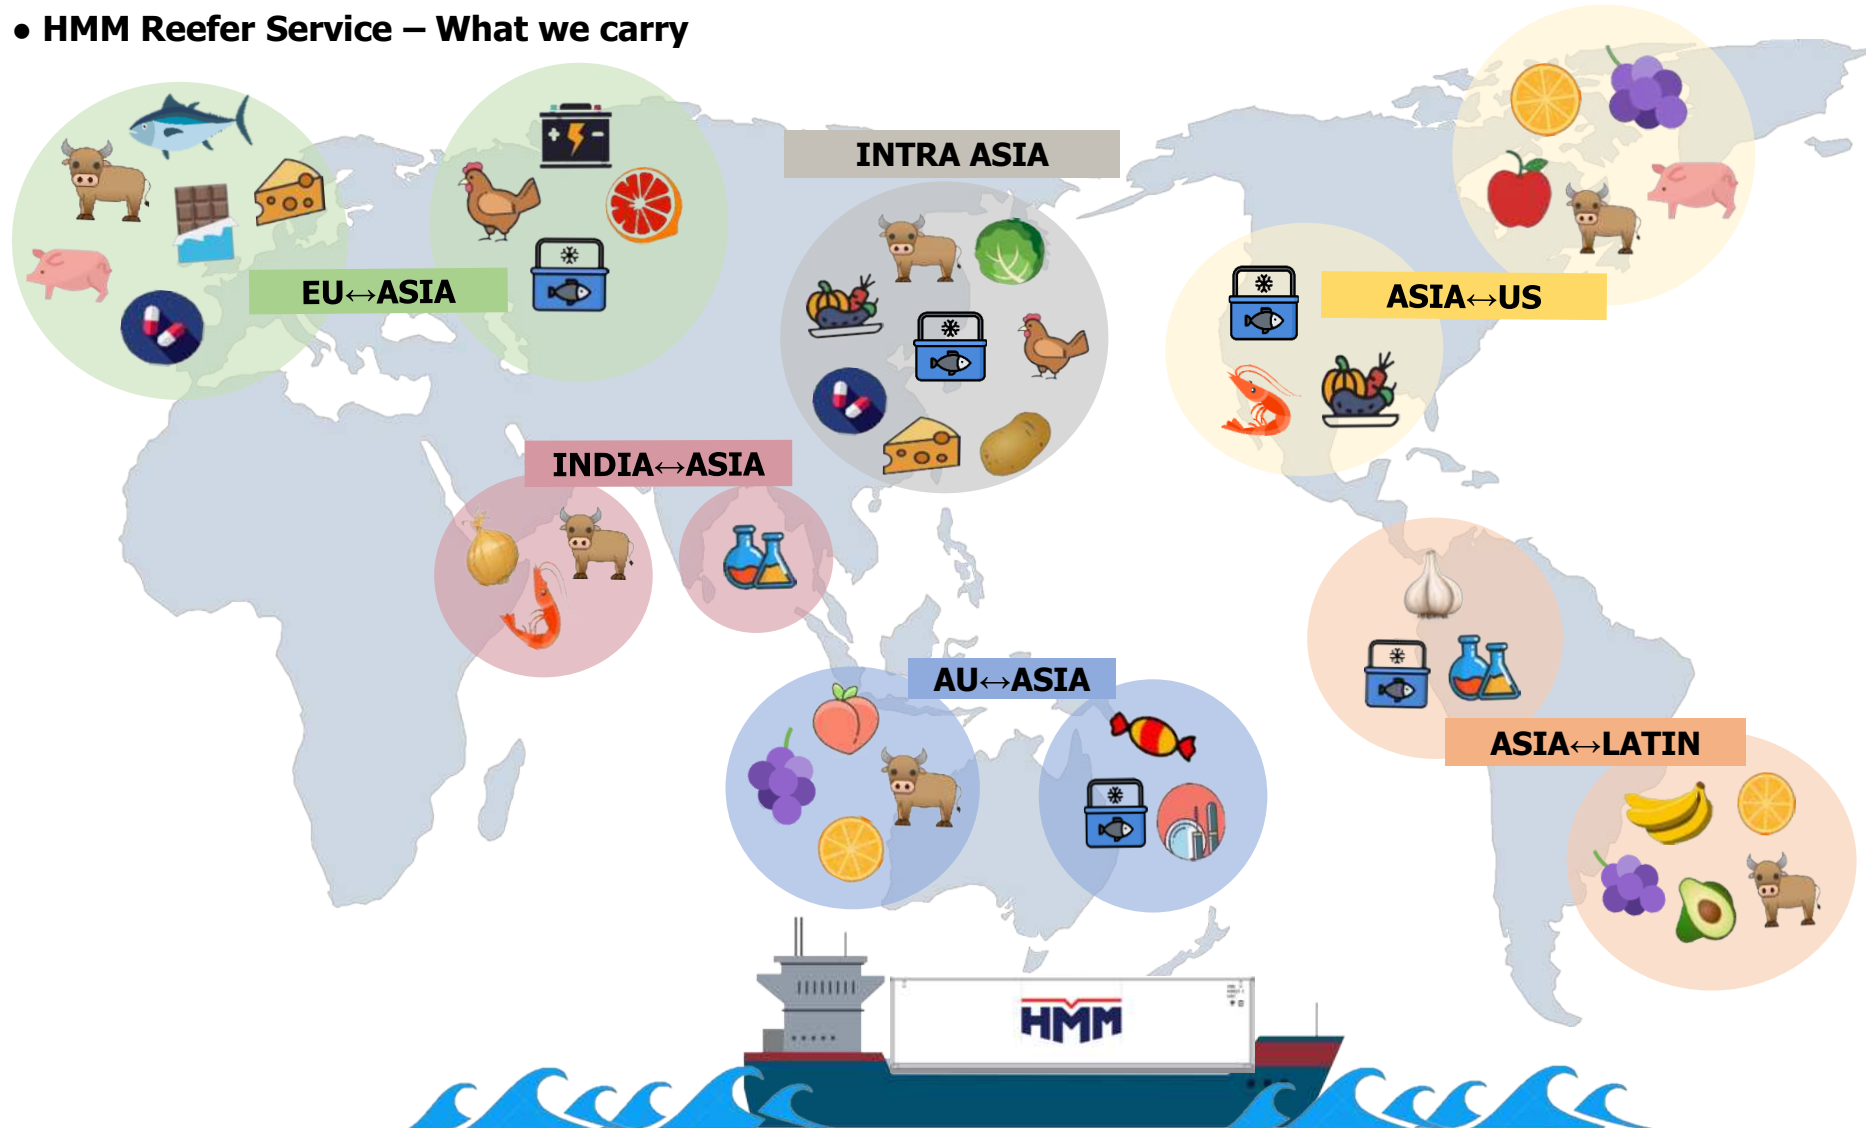 ● HMM Reefer Service – What we carry
INTRA ASIA
EU↔ASIA
ASIA↔US
INDIA↔ASIA
AU↔ASIA
ASIA↔LATIN
HMM